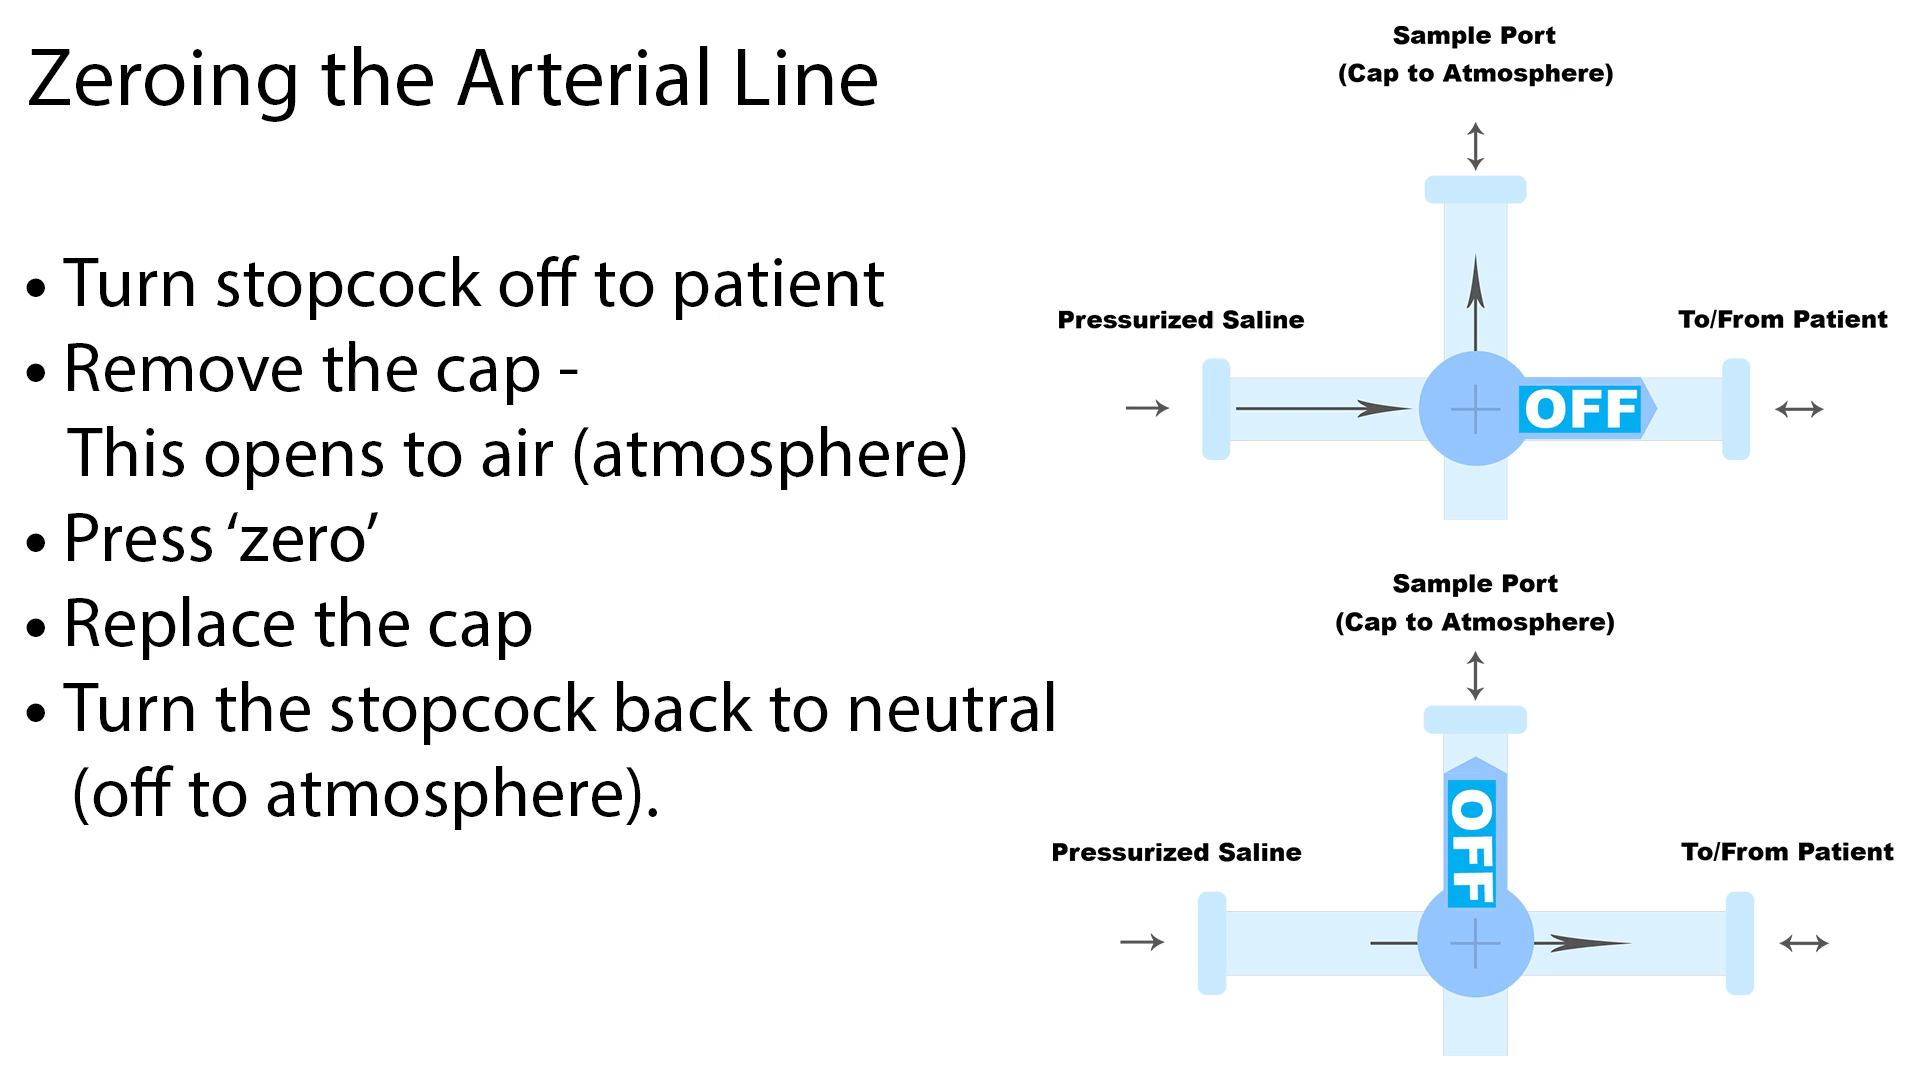 Zeroing the Arterial Line
• Turn stopcock off to patient
• Remove the cap -
This opens to air (atmosphere)
• Press ‘zero’
• Replace the cap
• Turn the stopcock back to neutral
(off to atmosphere).
Sample Port
(Cap to Atmosphere)
Pressurized Saline
To/From Patient
OFF
Sample Port
(Cap to Atmosphere)
OFF
Pressurized Saline
To/From Patient